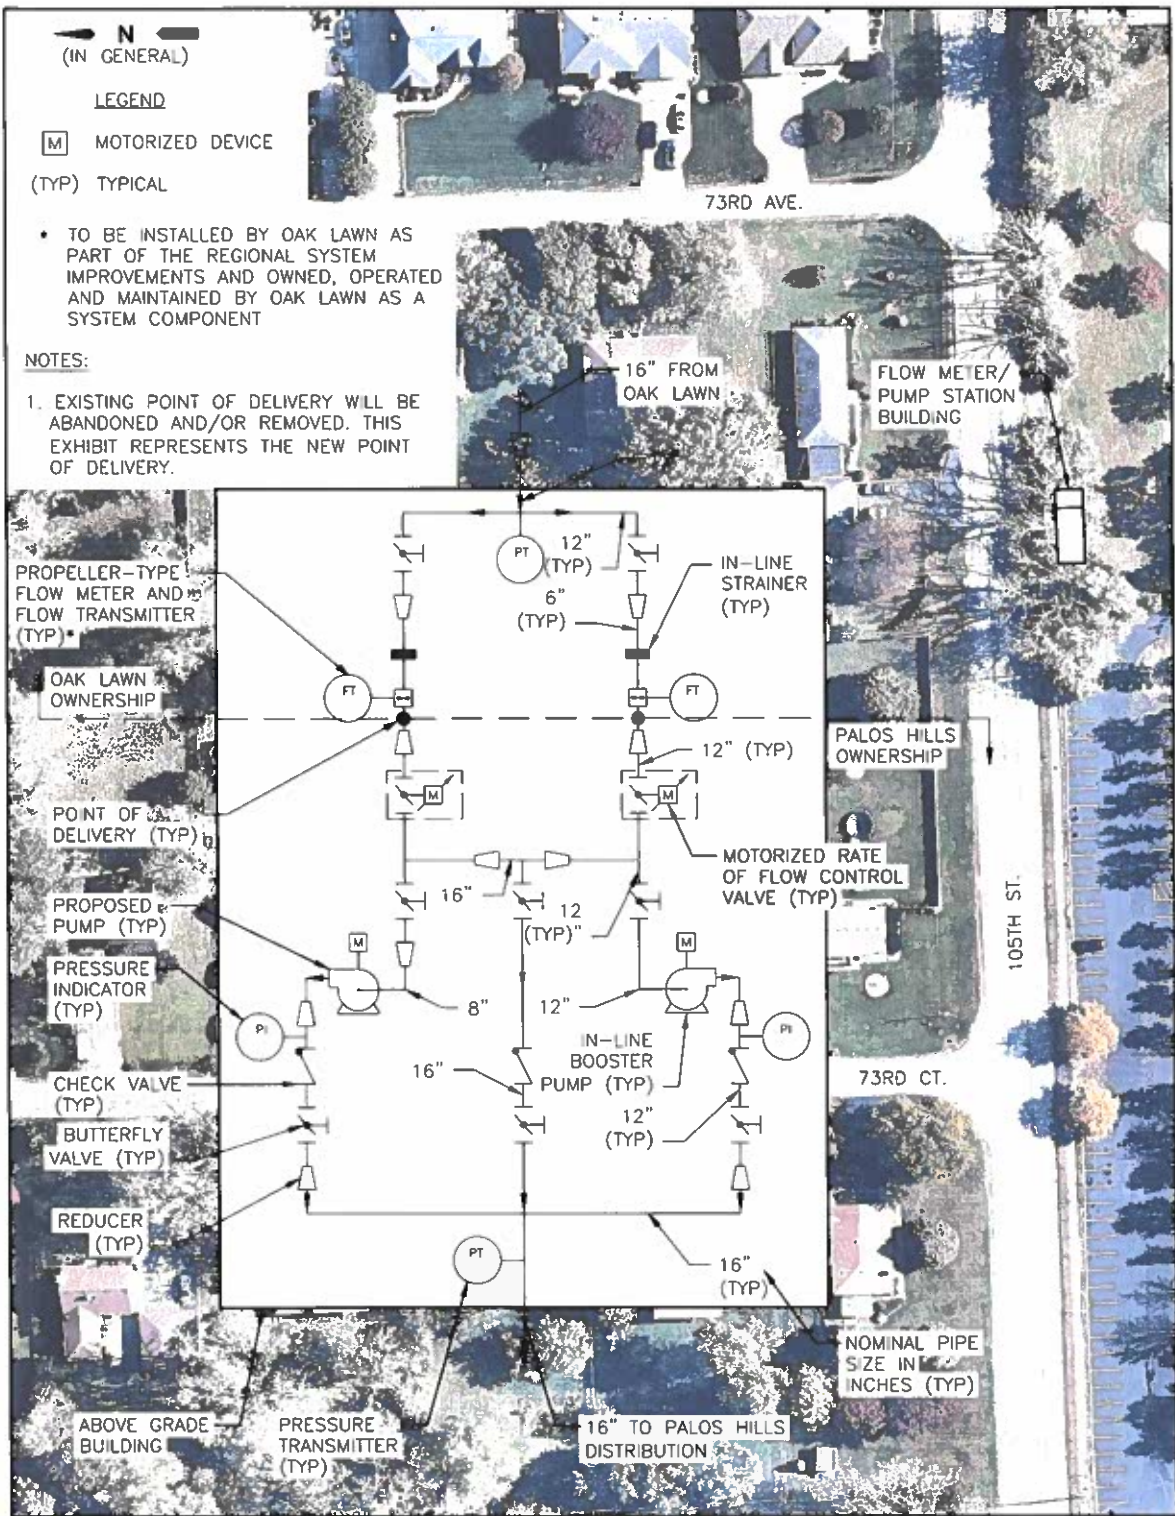 N
(IN GENERAL)
LEGEND
M MOTORIZED DEVICE
(TYP) TYPICAL
* TO BE INSTALLED BY OAK LAWN AS
PART OF THE REGIONAL SYSTEM
IMPROVEMENTS AND OWNED, OPERATED
AND MAINTAINED BY OAK LAWN AS A
SYSTEM COMPONENT
NOTES:
1. EXISTING POINT OF DELIVERY WILL BE
ABANDONED AND/OR REMOVED. THIS
EXHIBIT REPRESENTS THE NEW POINT
OF DELIVERY.
73RD AVE.
16" FROM
OAK LAWN
FLOW METER/
PUMP STATION
BUILDING
PT
12"
(TYP)
6"
(TYP)
IN-LINE
STRAINER
(TYP)
PROPELLER-TYPE
FLOW METER AND
FLOW TRANSMITTER
(TYP)*
OAK LAWN
OWNERSHIP
FT
FT
PALOS HILLS
OWNERSHIP
12" (TYP)
POINT OF
DELIVERY (TYP)
M
M
MOTORIZED RATE
OF FLOW CONTROL
VALVE (TYP)
16"
12
(TYP)"
PROPOSED
PUMP (TYP)
M
M
105TH ST.
PRESSURE
INDICATOR
(TYP)
8"
12"
PI
PI
IN-LINE
BOOSTER
PUMP (TYP)
16"
73RD CT.
CHECK VALVE
(TYP)
12"
(TYP)
BUTTERFLY
VALVE (TYP)
REDUCER
(TYP)
PT
16"
(TYP)
NOMINAL PIPE
SIZE IN
INCHES (TYP)
ABOVE GRADE
BUILDING
PRESSURE
TRANSMITTER
(TYP)
16" TO PALOS HILLS
DISTRIBUTION